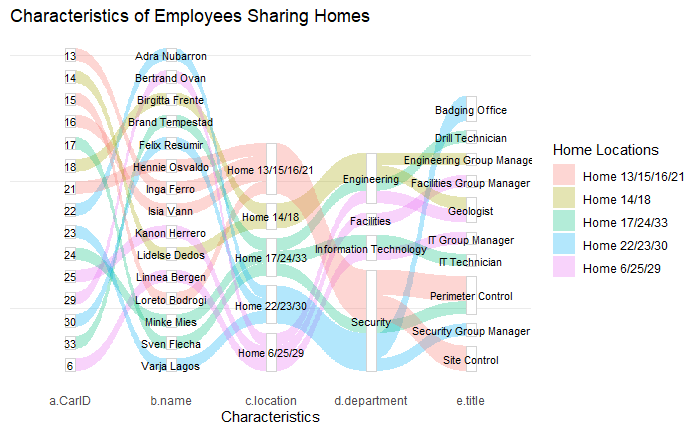 Characteristics of Employees Sharing Homes
13
14
15
16
17
18
21
22
23
24
25
29
30
33
6
Adra Nubarron
Bertrand Ovan
Birgitta Frente
Brand Tempestad
Felix Resumir
Hennie Osvaldo
Inga Ferro
Isia Vann
Kanon Herrero
Lidelse Dedos
Linnea Bergen
Loreto Bodrogi
Minke Mies
Sven Flecha
Varja Lagos
Home 13/15/16/21
Home 14/18
Home 17/24/33
Home 22/23/30
Home 6/25/29
Engineering
Facilities
Information Technology
Security
Badging Office
Drill Technician
Engineering Group Manage
Facilities Group Manager
Geologist
IT Group Manager
IT Technician
Perimeter Control
Security Group Manager
Site Control
a.CarID
b.name
c.location
d.department
e.title
Characteristics
Home Locations
Home 13/15/16/21
Home 14/18
Home 17/24/33
Home 22/23/30
Home 6/25/29